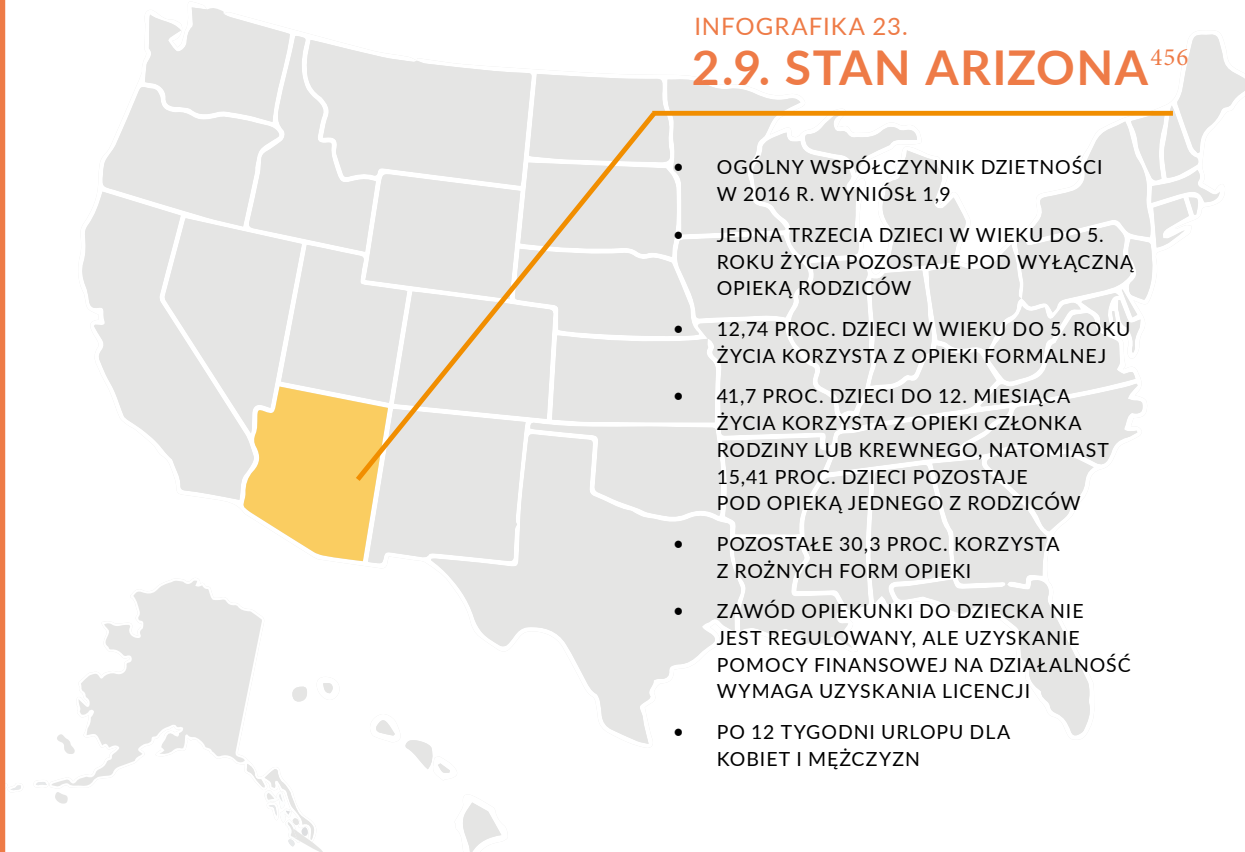 INFOGRAFIKA 23.
2.9. STAN ARIZONA456
• OGÓLNY WSPÓŁCZYNNIK DZIETNOŚCI
W 2016 R. WYNIÓSŁ 1,9
• JEDNA TRZECIA DZIECI W WIEKU DO 5.
ROKU ŻYCIA POZOSTAJE POD WYŁĄCZNĄ
OPIEKĄ RODZICÓW
• 12,74 PROC. DZIECI W WIEKU DO 5. ROKU
ŻYCIA KORZYSTA Z OPIEKI FORMALNEJ
• 41,7 PROC. DZIECI DO 12. MIESIĄCA
ŻYCIA KORZYSTA Z OPIEKI CZŁONKA
RODZINY LUB KREWNEGO, NATOMIAST
15,41 PROC. DZIECI POZOSTAJE
POD OPIEKĄ JEDNEGO Z RODZICÓW
• POZOSTAŁE 30,3 PROC. KORZYSTA
Z ROŻNYCH FORM OPIEKI
• ZAWÓD OPIEKUNKI DO DZIECKA NIE
JEST REGULOWANY, ALE UZYSKANIE
POMOCY FINANSOWEJ NA DZIAŁALNOŚĆ
WYMAGA UZYSKANIA LICENCJI
• PO 12 TYGODNI URLOPU DLA
KOBIET I MĘŻCZYZN